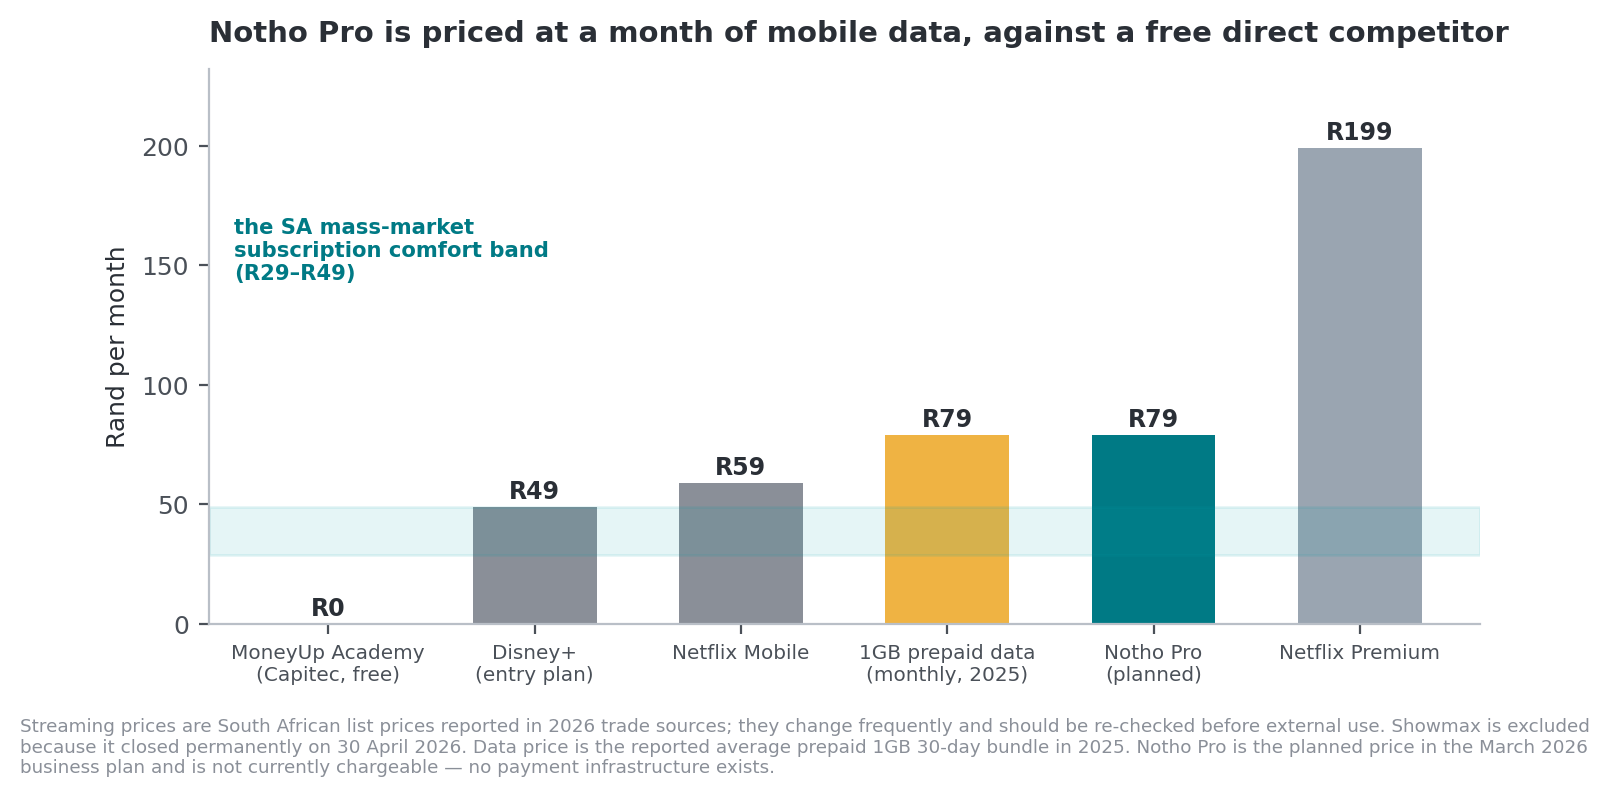 Notho Pro is priced at a month of mobile data, against a free direct competitor
Rand per month
200
150
100
50
0
the SA mass-market
subscription comfort band
(R29–R49)
R0
R49
R59
R79
R79
R199
MoneyUp Academy
(Capitec, free)
Disney+
(entry plan)
Netflix Mobile
1GB prepaid data
(monthly, 2025)
Notho Pro
(planned)
Netflix Premium
Streaming prices are South African list prices reported in 2026 trade sources; they change frequently and should be re-checked before external use. Showmax is excluded
because it closed permanently on 30 April 2026. Data price is the reported average prepaid 1GB 30-day bundle in 2025. Notho Pro is the planned price in the March 2026
business plan and is not currently chargeable — no payment infrastructure exists.